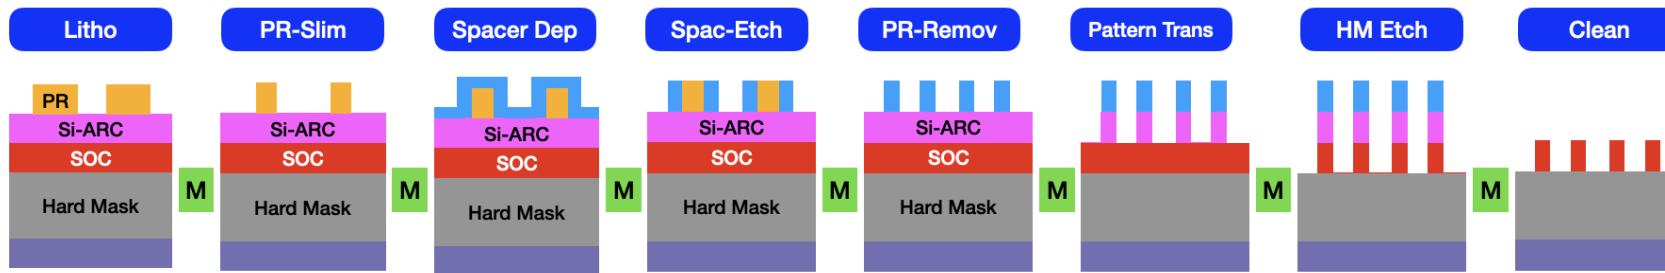 Litho
PR-Slim
Spacer Dep
Spac-Etch
PR-Remov
Pattern Trans
HM Etch
Clean
PR
Si-ARC
SOC
Hard Mask
M
Si-ARC
SOC
Hard Mask
M
Si-ARC
SOC
Hard Mask
M
Si-ARC
SOC
Hard Mask
M
Si-ARC
SOC
Hard Mask
M
M
M